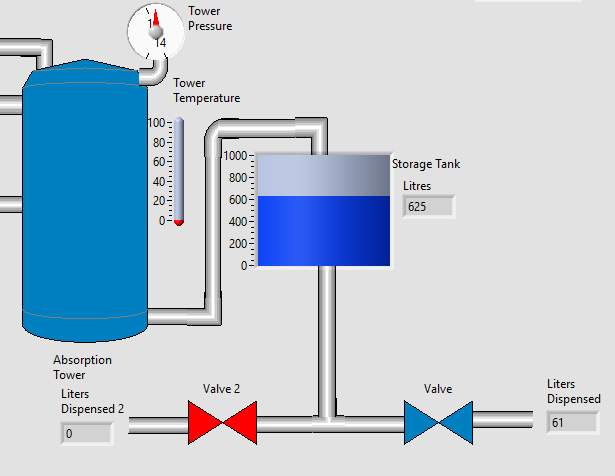 Tower
Pressure
14
Tower
Temperature
100
80
60
40
20
0
1000
800
600
400
200
0
Storage Tank
Litres
625
Absorption
Tower
Liters
Dispensed 2
0
Valve 2
Valve
Liters
Dispensed
61